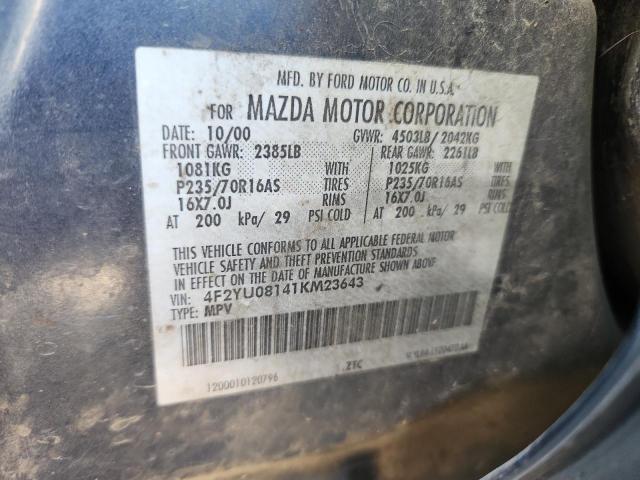 MFD. BY FORD MOTOR CO. IN U.S.A.
FOR MAZDA MOTOR CORPORATION
DATE: 10/00 GVWR: 4503LB/ 2042KG
FRONT GAWR: 2385LB REAR GAWR: 2261LB
1081KG WITH 1025KG WITH
P235/70R16AS TIRES P235/70R16AS TIRES
16X7.0J RIMS 16X7.0J RIMS
AT 200 kPa/ 29 PSI COLD AT 200 kPa/ 29 PSI COLD
THIS VEHICLE CONFORMS TO ALL APPLICABLE FEDERAL MOTOR
VEHICLE SAFETY AND THEFT PREVENTION STANDARDS
IN EFFECT ON THE DATE OF MANUFACTURE SHOWN ABOVE
VIN: 4F2YU08141KM23643
TYPE: MPV
1200010120796 ZTC